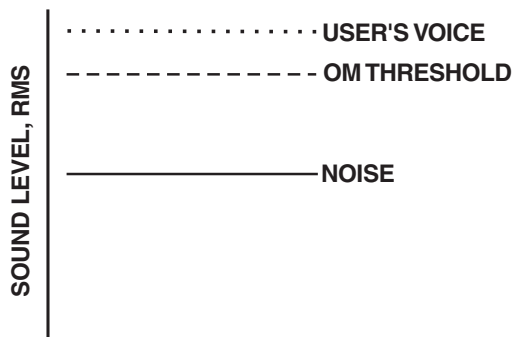 USER'S VOICE
OM THRESHOLD
NOISE
SOUND LEVEL, RMS